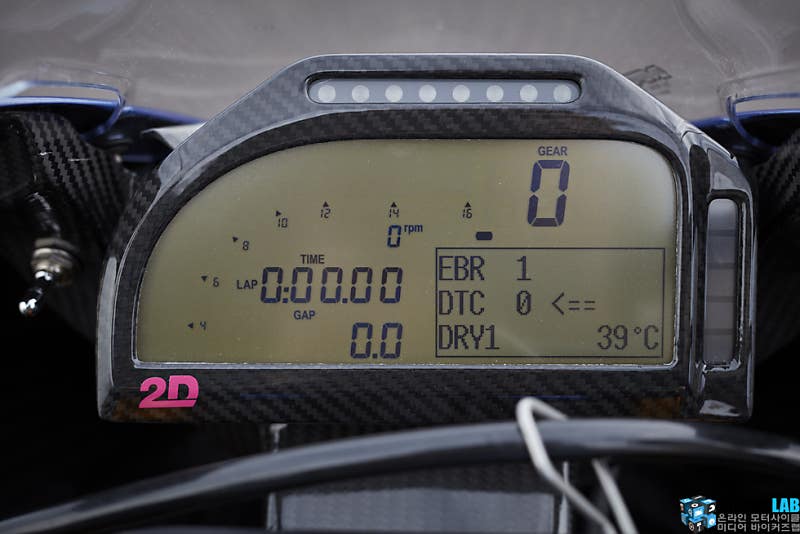 GEAR
0
4
6
8
10
12
14
16
0 rpm
TIME
LAP 0:00.00
GAP
0.0
EBR 1
DTC 0 <==
DRY1 39°C
2D
LAB
온라인 모터사이클
미디어 바이커즈랩